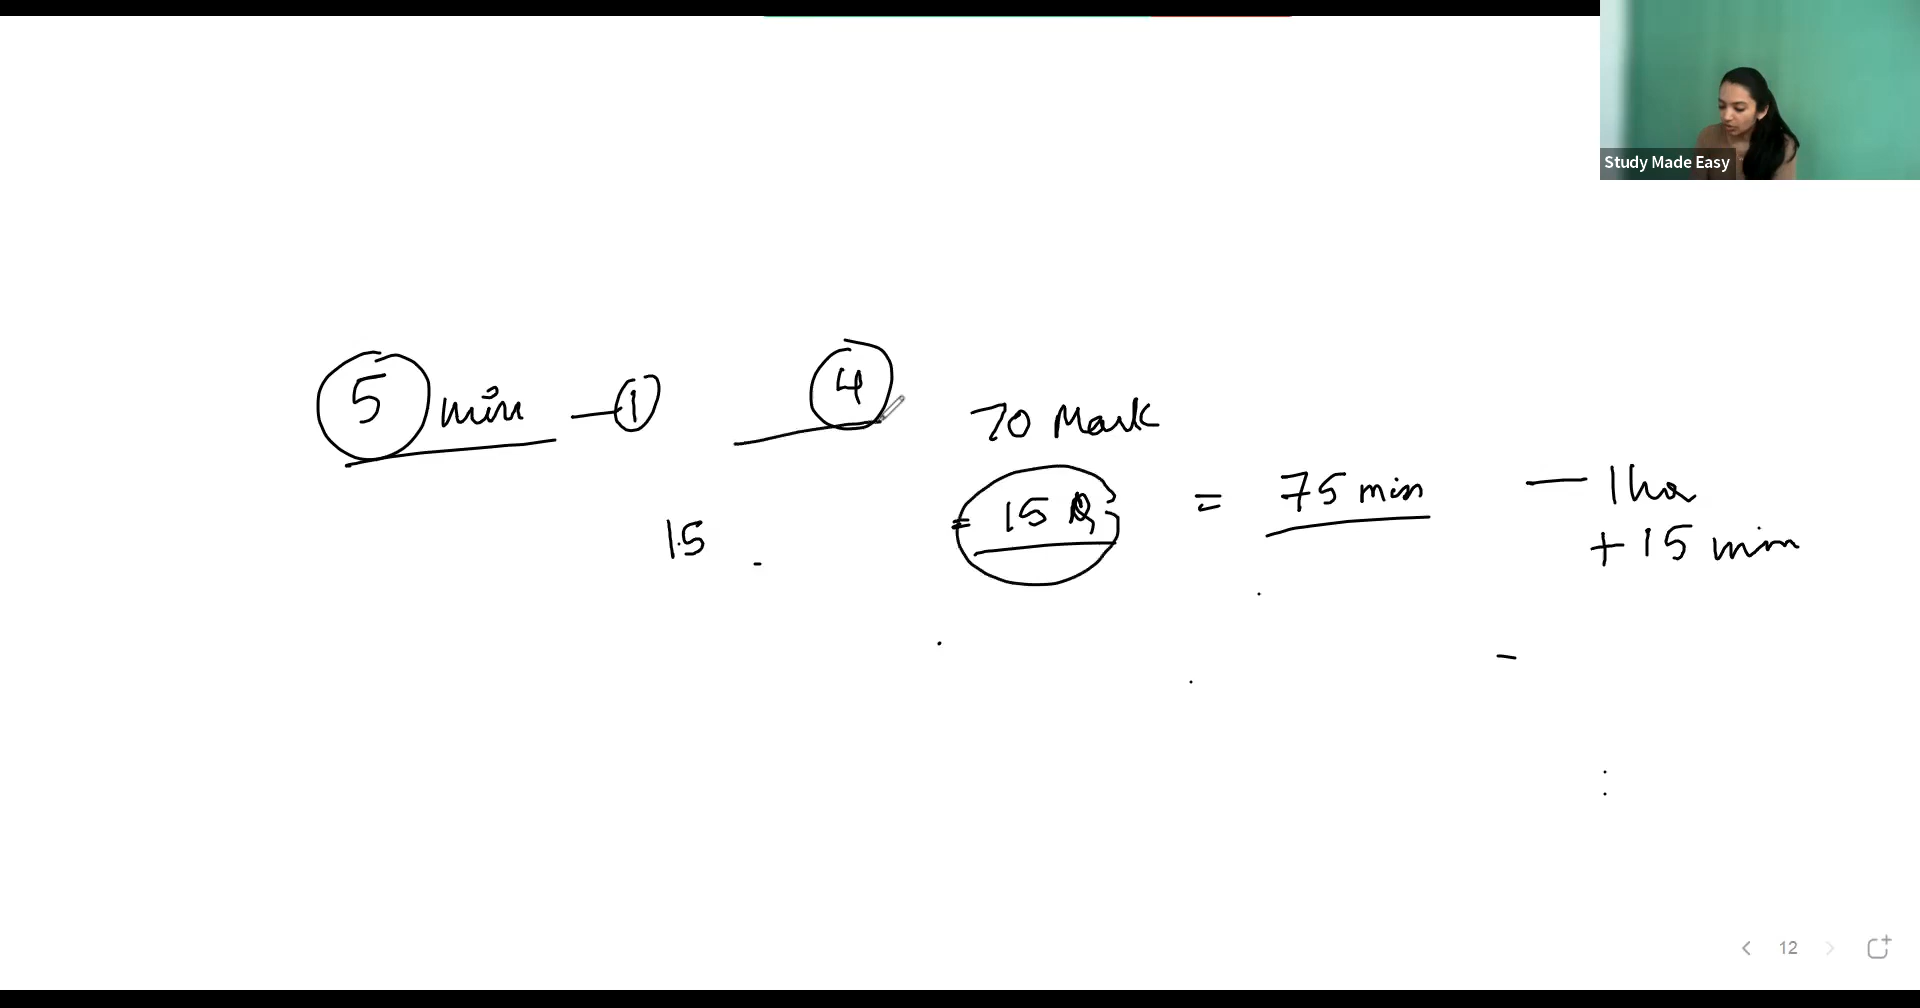 Study Made Easy
5 min — 1
4
70 Mark
15
= 15 Q
= 75 min
— 1 hr
+ 15 min
12